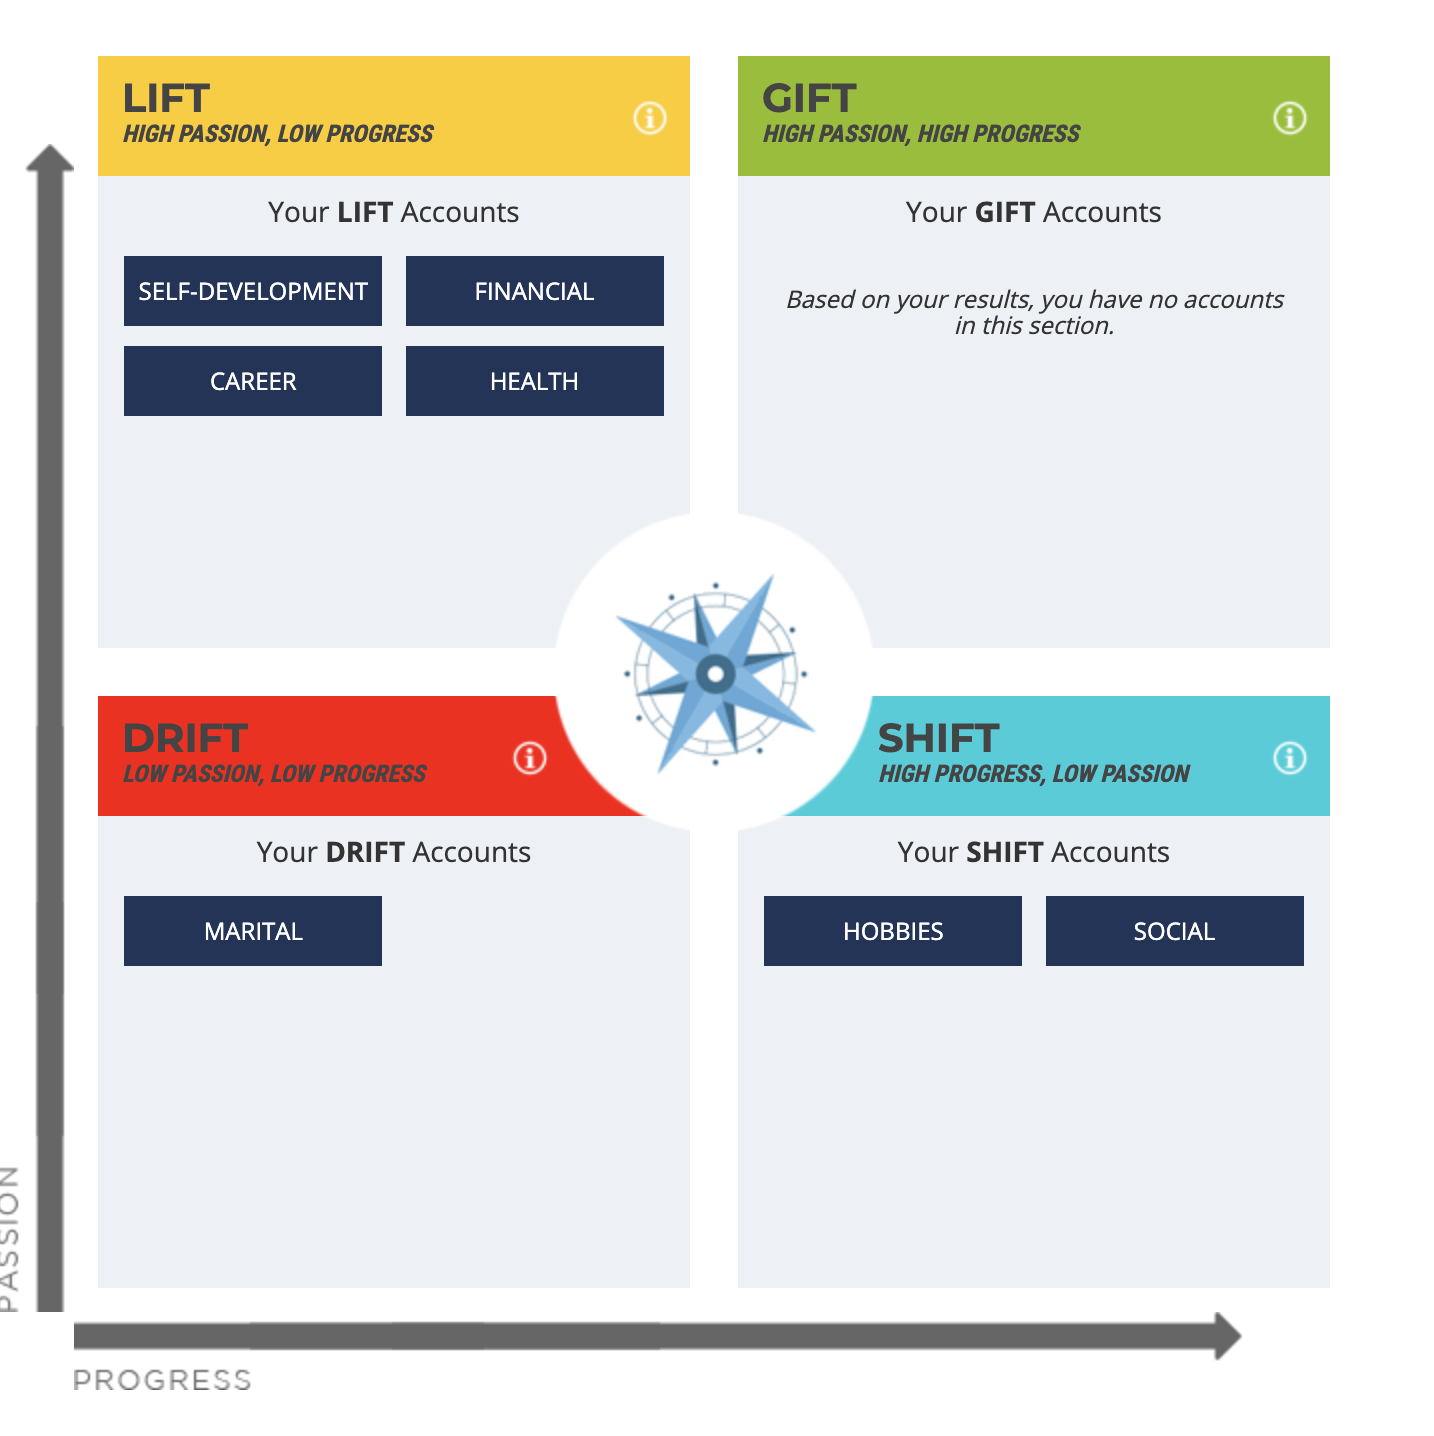 LIFT
HIGH PASSION, LOW PROGRESS
Your LIFT Accounts
SELF-DEVELOPMENT
FINANCIAL
CAREER
HEALTH
GIFT
HIGH PASSION, HIGH PROGRESS
Your GIFT Accounts
Based on your results, you have no accounts
in this section.
DRIFT
LOW PASSION, LOW PROGRESS
Your DRIFT Accounts
MARITAL
SHIFT
HIGH PROGRESS, LOW PASSION
Your SHIFT Accounts
HOBBIES
SOCIAL
PASSION
PROGRESS